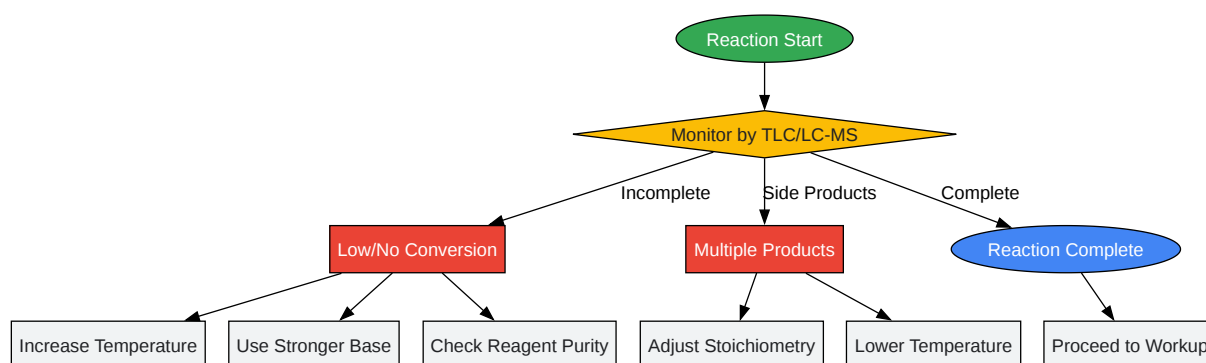 Reaction Start
Monitor by TLC/LC-MS
Incomplete
Side Products
Complete
Low/No Conversion
Multiple Products
Reaction Complete
Increase Temperature
Use Stronger Base
Check Reagent Purity
Adjust Stoichiometry
Lower Temperature
Proceed to Workup